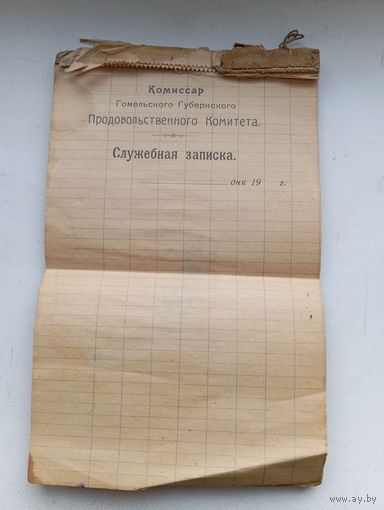 Комиссар
Гомельского Губернского
Продовольственного Комитета.
Служебная записка.
дня 19 г.
www.ay.by